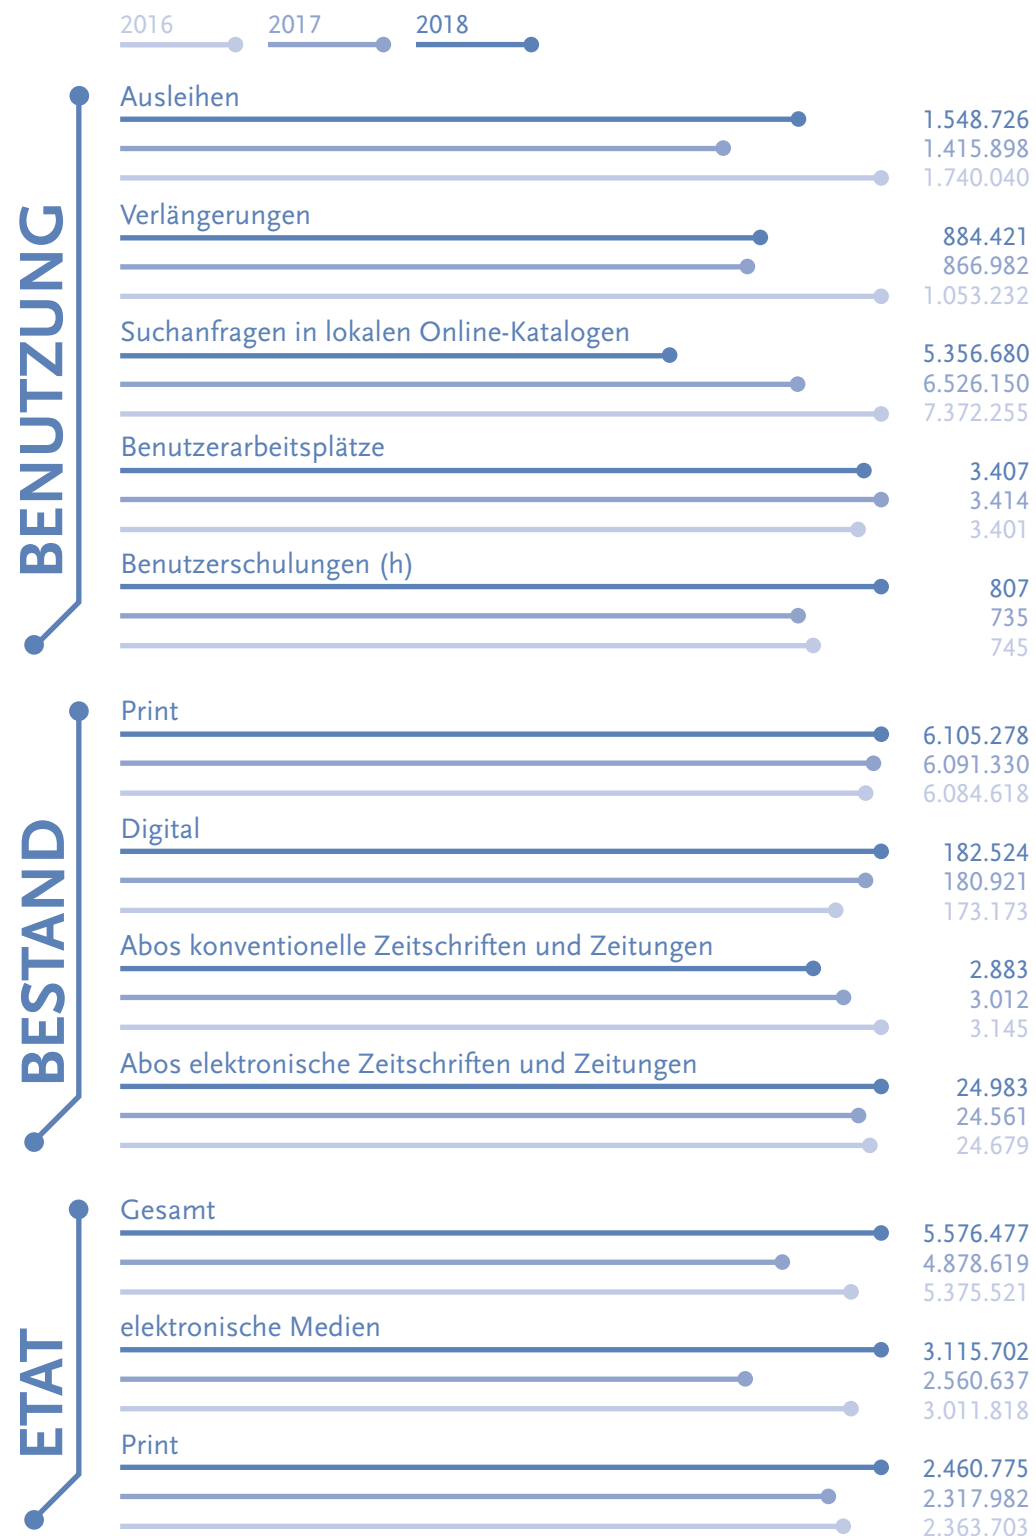 2016 2017 2018
BENUTZUNG
Ausleihen
1.548.726
1.415.898
1.740.040
Verlängerungen
884.421
866.982
1.053.232
Suchanfragen in lokalen Online-Katalogen
5.356.680
6.526.150
7.372.255
Benutzerarbeitsplätze
3.407
3.414
3.401
Benutzerschulungen (h)
807
735
745
BESTAND
Print
6.105.278
6.091.330
6.084.618
Digital
182.524
180.921
173.173
Abos konventionelle Zeitschriften und Zeitungen
2.883
3.012
3.145
Abos elektronische Zeitschriften und Zeitungen
24.983
24.561
24.679
ETAT
Gesamt
5.576.477
4.878.619
5.375.521
elektronische Medien
3.115.702
2.560.637
3.011.818
Print
2.460.775
2.317.982
2.363.703